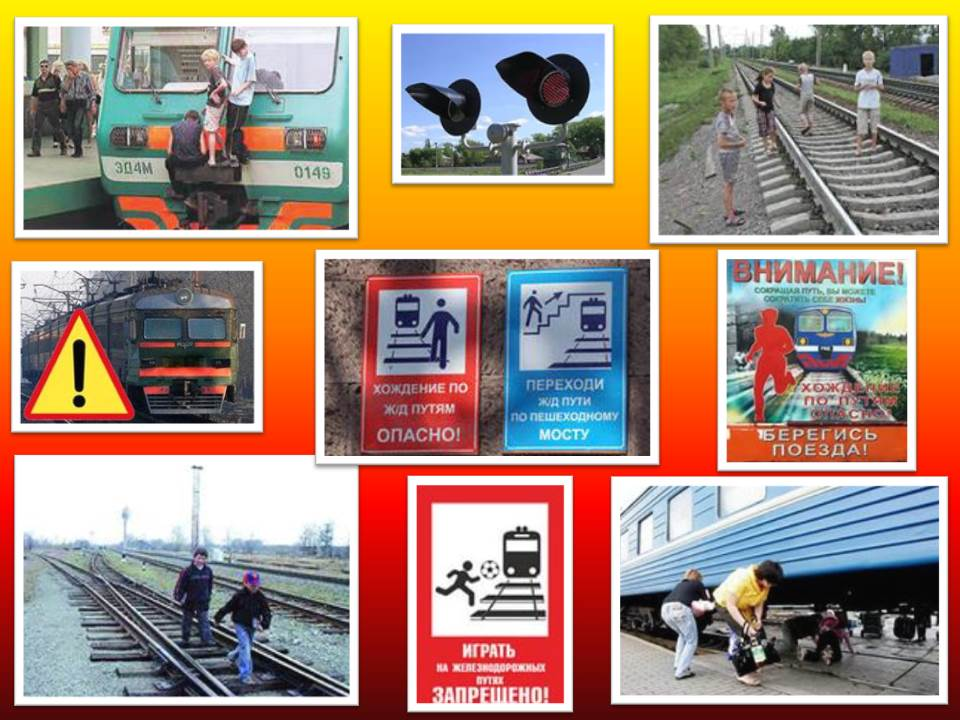 ЭД4М 0149
ХОЖДЕНИЕ ПО
Ж/Д ПУТЯМ
ОПАСНО!
ПЕРЕХОДИ
Ж/Д ПУТИ
ПО ПЕШЕХОДНОМУ
МОСТУ
ВНИМАНИЕ!
СОКРАЩАЯ ПУТЬ, ВЫ МОЖЕТЕ
СОКРАТИТЬ СЕБЕ ЖИЗНЬ!
ХОЖДЕНИЕ
ПО ПУТЯМ
ОПАСНО!
БЕРЕГИСЬ
ПОЕЗДА!
ИГРАТЬ
НА ЖЕЛЕЗНОДОРОЖНЫХ
ПУТЯХ
ЗАПРЕЩЕНО!